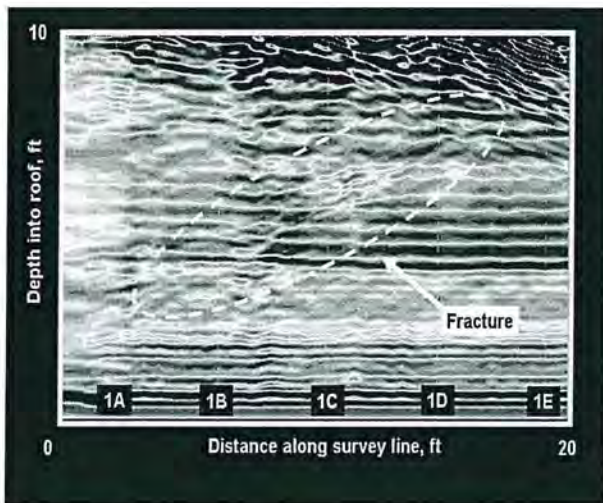 10
Depth into roof, ft
Fracture
1A 1B 1C 1D 1E
0 Distance along survey line, ft 20